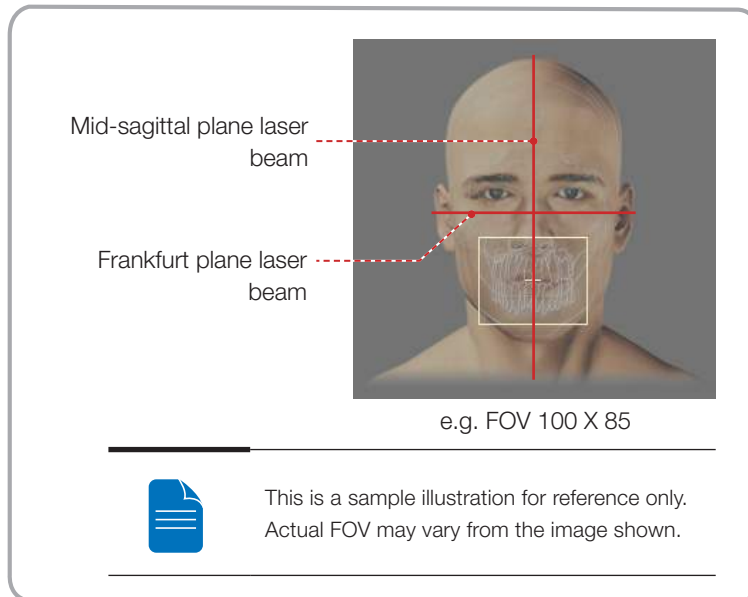 Mid-sagittal plane laser
beam
Frankfurt plane laser
beam
e.g. FOV 100 X 85
This is a sample illustration for reference only.
Actual FOV may vary from the image shown.